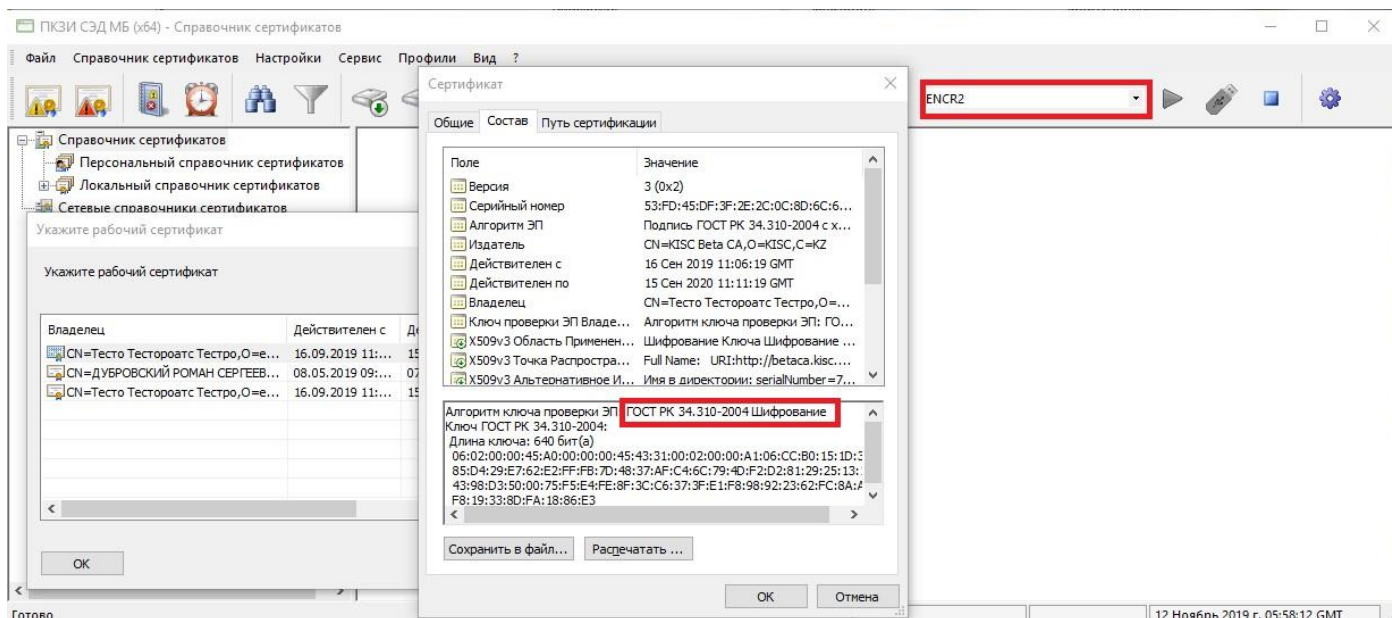 ПКЗИ СЭД МБ (x64) - Справочник сертификатов
Файл Справочник сертификатов Настройки Сервис Профили Вид ?
ENCR2
Справочник сертификатов
Персональный справочник сертификатов
Локальный справочник сертификатов
Сетевые справочники сертификатов
Укажите рабочий сертификат
Укажите рабочий сертификат
Владелец Действителен с
CN=Тесто Тестороатс Тестро,O=е... 16.09.2019 11:... 15
CN=ДУБРОВСКИЙ РОМАН СЕРГЕЕВ... 08.05.2019 09:... 07
CN=Тесто Тестороатс Тестро,O=е... 16.09.2019 11:... 15
ОК
Готово
Сертификат
Общие Состав Путь сертификации
Поле Значение
Версия 3 (0x2)
Серийный номер 53:FD:45:DF:3F:2E:2C:0C:8D:6C:6...
Алгоритм ЭП Подпись ГОСТ РК 34.310-2004 с х...
Издатель CN=KISC Beta CA,O=KISC,C=KZ
Действителен с 16 Сен 2019 11:06:19 GMT
Действителен по 15 Сен 2020 11:11:19 GMT
Владелец CN=Тесто Тестороатс Тестро,O=...
Ключ проверки ЭП Владе... Алгоритм ключа проверки ЭП: ГО...
X509v3 Область Применен... Шифрование Ключа Шифрование ...
X509v3 Точка Распростра... Full Name: URI:http://betaca.kisc....
X509v3 Альтернативное И... Имя в директории: serialNumber=7...
Алгоритм ключа проверки ЭП: ГОСТ РК 34.310-2004 Шифрование
Ключ ГОСТ РК 34.310-2004:
Длина ключа: 640 бит(а)
06:02:00:00:45:A0:00:00:00:45:43:31:00:02:00:00:A1:06:CC:B0:15:1D:3
85:D4:29:E7:62:E2:FF:FB:7D:48:37:AF:C4:6C:79:4D:F2:D2:81:29:25:13:
43:98:D3:50:00:75:F5:E4:FE:8F:3C:C6:37:3F:E1:F8:98:92:23:62:FC:8A:A
F8:19:33:8D:FA:18:86:E3
Сохранить в файл... Распечатать ...
ОК Отмена
12 Ноябрь 2019 г. 05:58:12 GMT